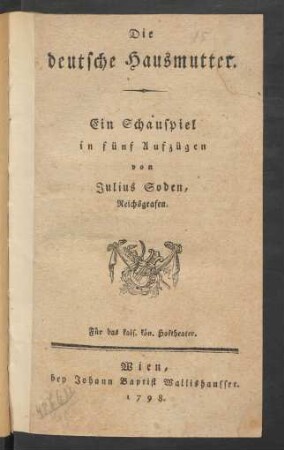 Die
deutsche Hausmutter.
Ein Schauspiel
in fünf Aufzügen
von
Julius Soden,
Reichsgrafen.
Für das kais. kön. Hoftheater.
Wien,
bey Johann Baptist Wallishausser.
1798.